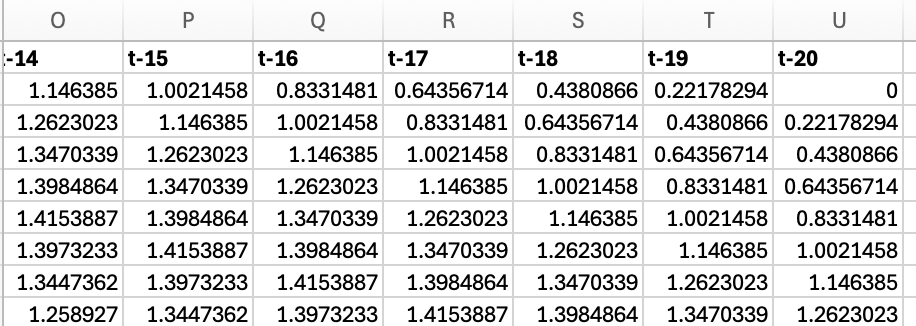 O P Q R S T U
t-14 t-15 t-16 t-17 t-18 t-19 t-20
1.146385 1.0021458 0.8331481 0.64356714 0.4380866 0.22178294 0
1.2623023 1.146385 1.0021458 0.8331481 0.64356714 0.4380866 0.22178294
1.3470339 1.2623023 1.146385 1.0021458 0.8331481 0.64356714 0.4380866
1.3984864 1.3470339 1.2623023 1.146385 1.0021458 0.8331481 0.64356714
1.4153887 1.3984864 1.3470339 1.2623023 1.146385 1.0021458 0.8331481
1.3973233 1.4153887 1.3984864 1.3470339 1.2623023 1.146385 1.0021458
1.3447362 1.3973233 1.4153887 1.3984864 1.3470339 1.2623023 1.146385
1.258927 1.3447362 1.3973233 1.4153887 1.3984864 1.3470339 1.2623023